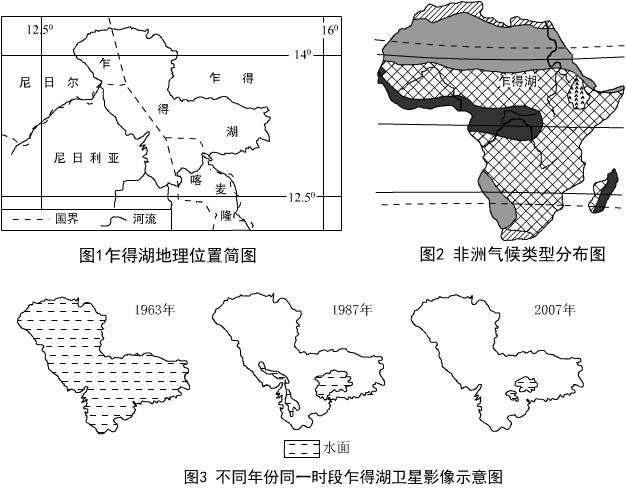 12.5⁰
16⁰
14⁰
乍
尼日尔
乍得
得
湖
尼日利亚
喀
麦
隆
12.5⁰
国界
河流
图1乍得湖地理位置简图
乍得湖
图2 非洲气候类型分布图
1963年
1987年
2007年
水面
图3 不同年份同一时段乍得湖卫星影像示意图